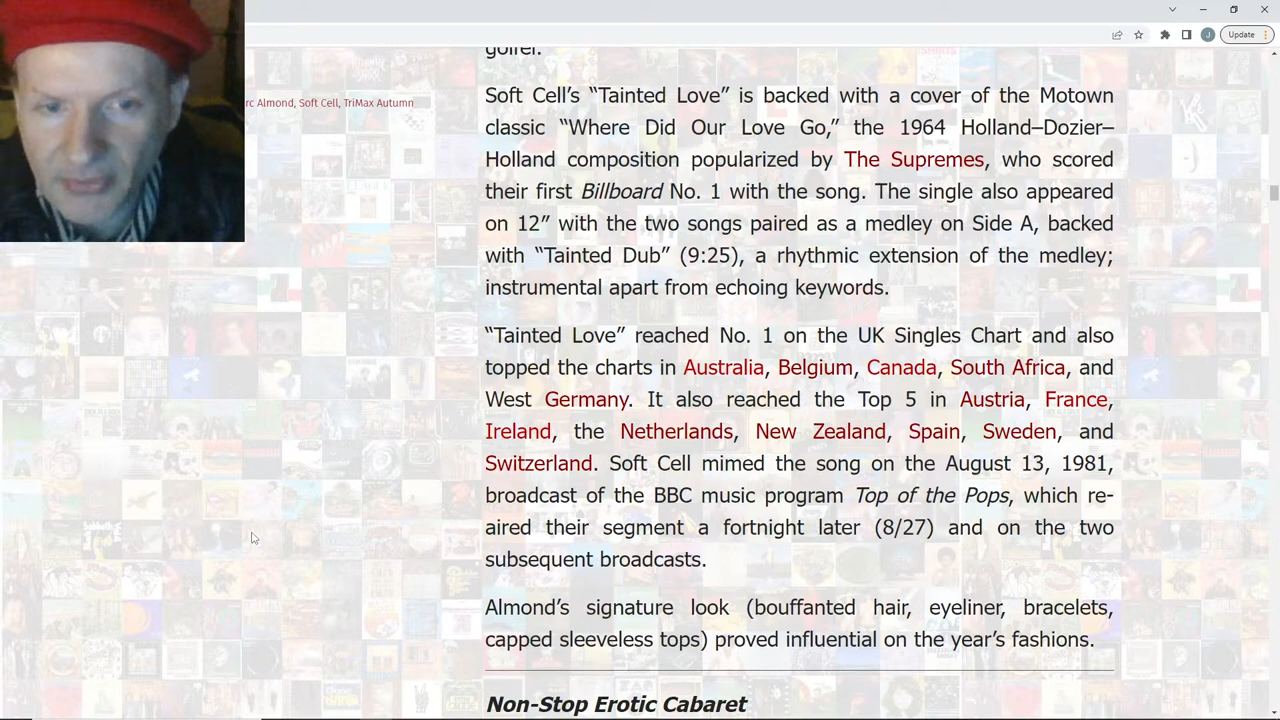 Update
golfer.
rc Almond, Soft Cell, TriMax Autumn
Soft Cell’s “Tainted Love” is backed with a cover of the Motown
classic “Where Did Our Love Go,” the 1964 Holland–Dozier–
Holland composition popularized by The Supremes, who scored
their first Billboard No. 1 with the song. The single also appeared
on 12” with the two songs paired as a medley on Side A, backed
with “Tainted Dub” (9:25), a rhythmic extension of the medley;
instrumental apart from echoing keywords.
“Tainted Love” reached No. 1 on the UK Singles Chart and also
topped the charts in Australia, Belgium, Canada, South Africa, and
West Germany. It also reached the Top 5 in Austria, France,
Ireland, the Netherlands, New Zealand, Spain, Sweden, and
Switzerland. Soft Cell mimed the song on the August 13, 1981,
broadcast of the BBC music program Top of the Pops, which re-
aired their segment a fortnight later (8/27) and on the two
subsequent broadcasts.
Almond’s signature look (bouffanted hair, eyeliner, bracelets,
capped sleeveless tops) proved influential on the year’s fashions.
Non-Stop Erotic Cabaret